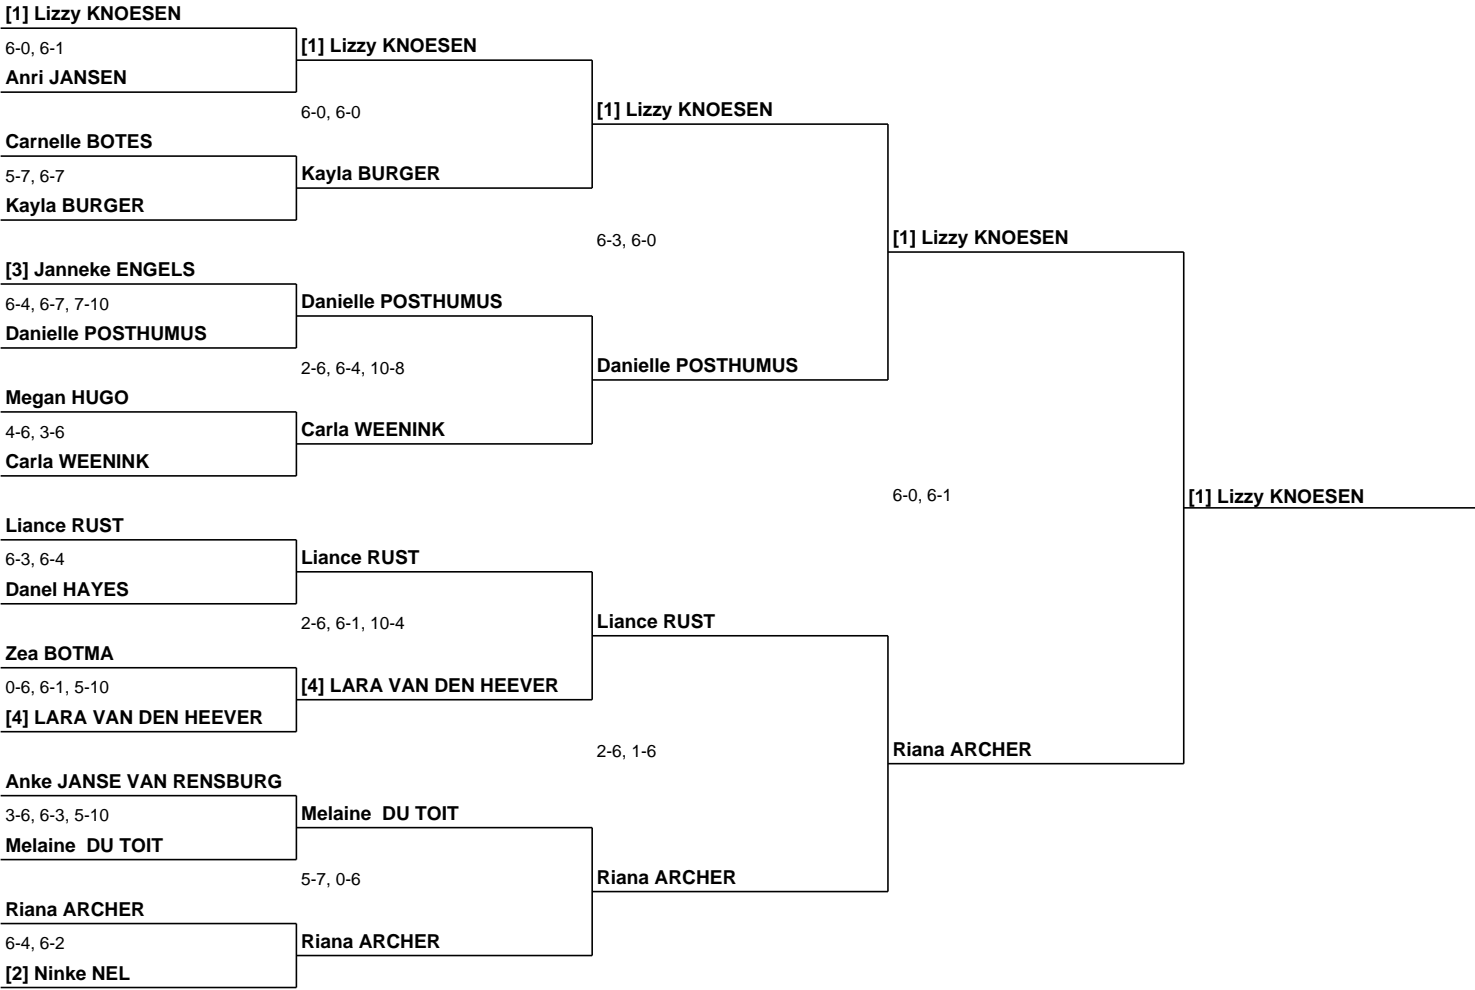 [1] Lizzy KNOESEN
6-0, 6-1
Anri JANSEN
Carnelle BOTES
5-7, 6-7
Kayla BURGER
[3] Janneke ENGELS
6-4, 6-7, 7-10
Danielle POSTHUMUS
Megan HUGO
4-6, 3-6
Carla WEENINK
Liance RUST
6-3, 6-4
Danel HAYES
Zea BOTMA
0-6, 6-1, 5-10
[4] LARA VAN DEN HEEVER
Anke JANSE VAN RENSBURG
3-6, 6-3, 5-10
Melaine  DU TOIT
Riana ARCHER
6-4, 6-2
[2] Ninke NEL
[1] Lizzy KNOESEN
6-0, 6-0
Kayla BURGER
Danielle POSTHUMUS
2-6, 6-4, 10-8
Carla WEENINK
Liance RUST
2-6, 6-1, 10-4
[4] LARA VAN DEN HEEVER
Melaine  DU TOIT
5-7, 0-6
Riana ARCHER
[1] Lizzy KNOESEN
6-3, 6-0
Danielle POSTHUMUS
Liance RUST
2-6, 1-6
Riana ARCHER
[1] Lizzy KNOESEN
6-0, 6-1
Riana ARCHER
[1] Lizzy KNOESEN